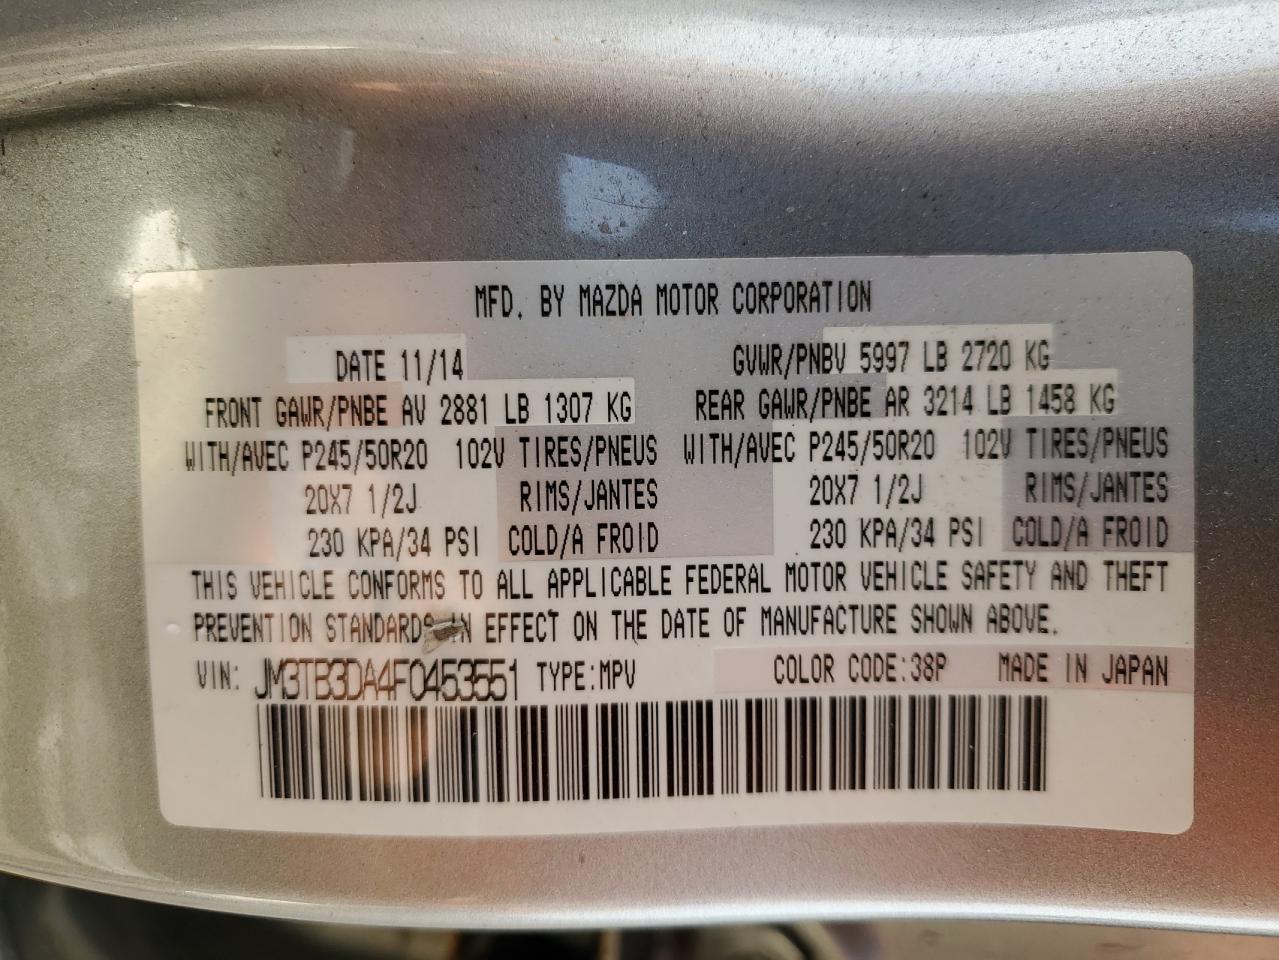 MFD. BY MAZDA MOTOR CORPORATION
DATE 11/14 GVWR/PNBV 5997 LB 2720 KG
FRONT GAWR/PNBE AV 2881 LB 1307 KG REAR GAWR/PNBE AR 3214 LB 1458 KG
WITH/AVEC P245/50R20 102V TIRES/PNEUS WITH/AVEC P245/50R20 102V TIRES/PNEUS
20X7 1/2J RIMS/JANTES 20X7 1/2J RIMS/JANTES
230 KPA/34 PSI COLD/A FROID 230 KPA/34 PSI COLD/A FROID
THIS VEHICLE CONFORMS TO ALL APPLICABLE FEDERAL MOTOR VEHICLE SAFETY AND THEFT
PREVENTION STANDARDS IN EFFECT ON THE DATE OF MANUFACTURE SHOWN ABOVE.
VIN: JM3TB3DA4F0453551 TYPE:MPV COLOR CODE:38P MADE IN JAPAN